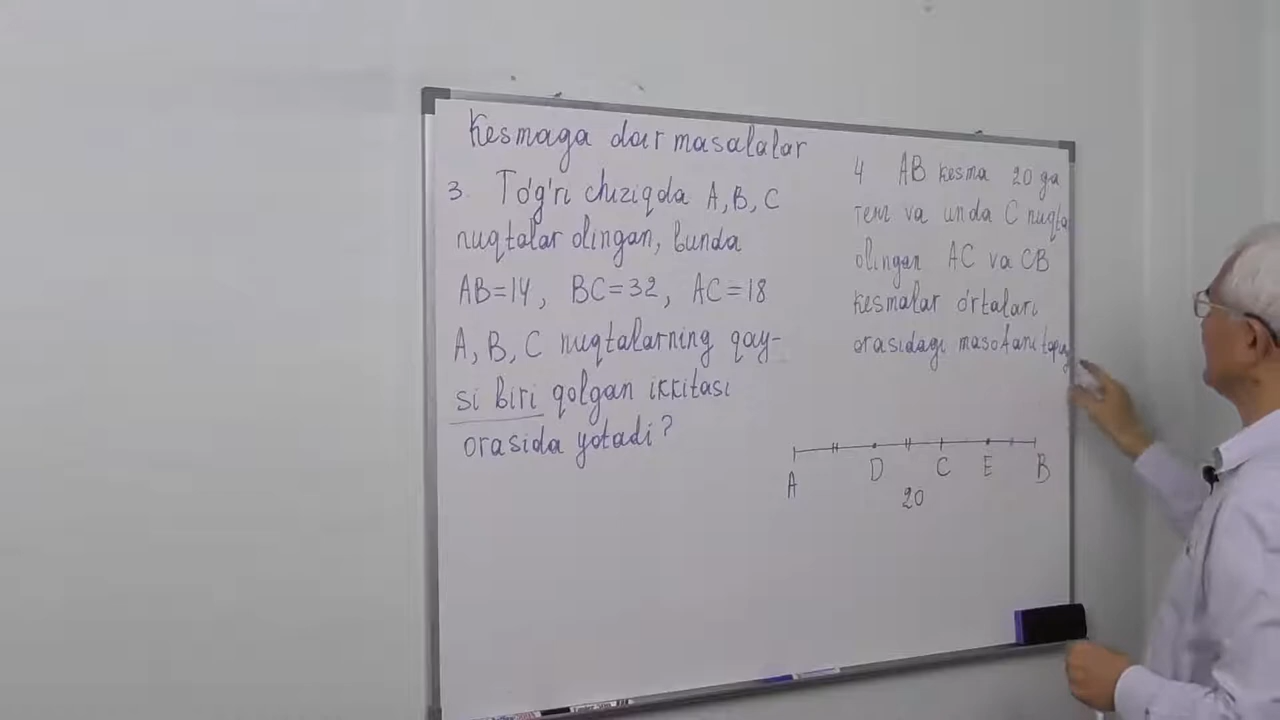 Kesmaga doir masalalar
3. To'g'ri chiziqda A, B, C
nuqtalar olingan, bunda
AB=14, BC=32, AC=18
A, B, C nuqtalarning qay-
si biri qolgan ikkitasi
orasida yotadi?
4 AB kesma 20 ga
teng va unda C nuqta
olingan AC va CB
kesmalar o'rtalari
orasidagi masofani toping
A D C E B
20